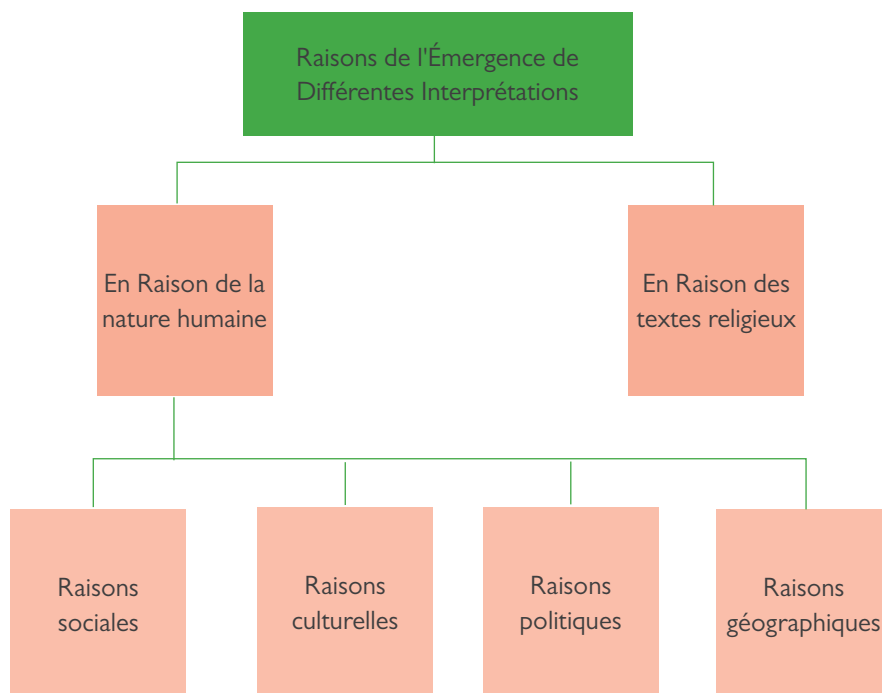 Raisons de l'Émergence de
Différentes Interprétations
En Raison de la
nature humaine
En Raison des
textes religieux
Raisons
sociales
Raisons
culturelles
Raisons
politiques
Raisons
géographiques